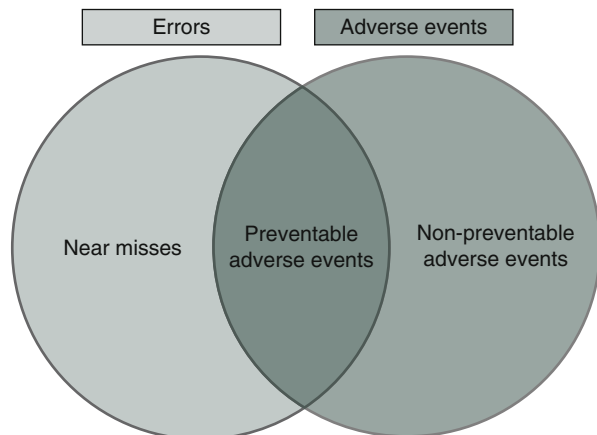 Errors
Adverse events
Near misses
Preventable
adverse events
Non-preventable
adverse events